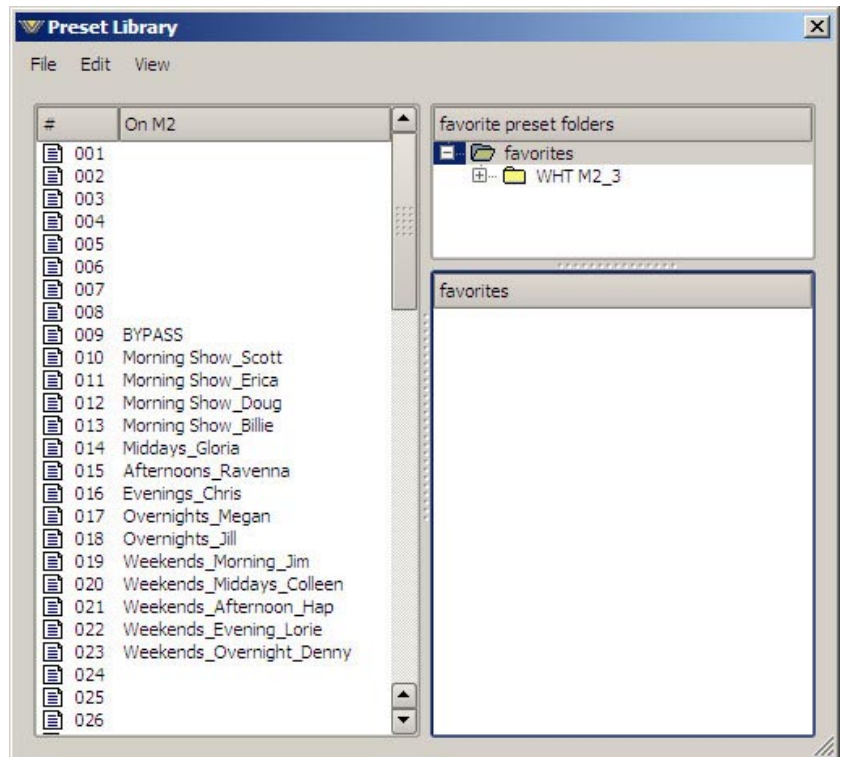 Preset Library
File Edit View
# On M2
001
002
003
004
005
006
007
008
009 BYPASS
010 Morning Show_Scott
011 Morning Show_Erica
012 Morning Show_Doug
013 Morning Show_Billie
014 Middays_Gloria
015 Afternoons_Ravenna
016 Evenings_Chris
017 Overnights_Megan
018 Overnights_Jill
019 Weekends_Morning_Jim
020 Weekends_Middays_Colleen
021 Weekends_Afternoon_Hap
022 Weekends_Evening_Lorie
023 Weekends_Overnight_Denny
024
025
026
favorite preset folders
favorites
WHT M2_3
favorites